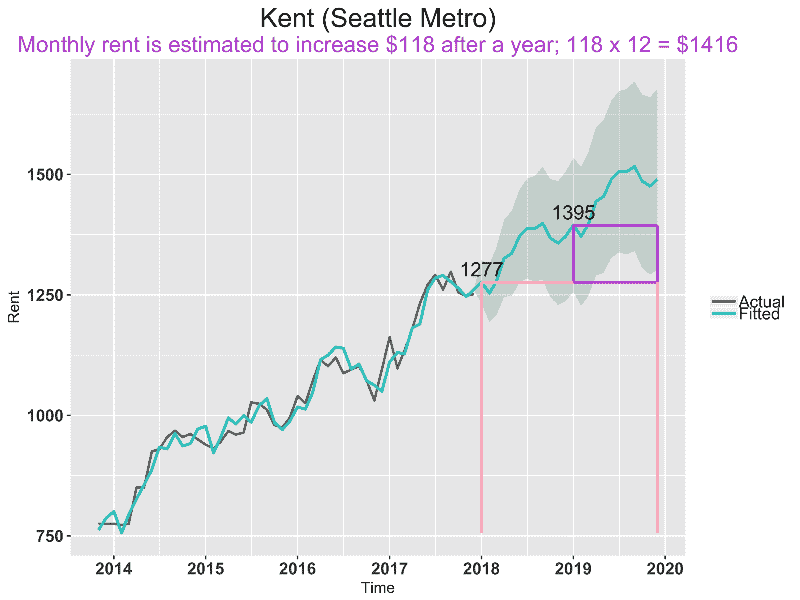 Kent (Seattle Metro)
Monthly rent is estimated to increase $118 after a year; 118 x 12 = $1416
1500
1395
1277
1250
1000
750
Rent
Actual
Fitted
2014 2015 2016 2017 2018 2019 2020
Time